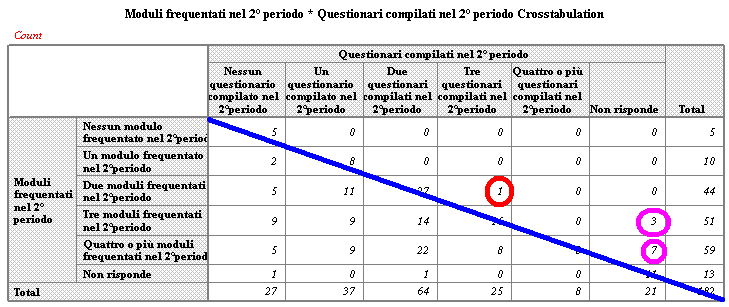 Moduli frequentati nel 2° periodo * Questionari compilati nel 2° periodo Crosstabulation
Count
Questionari compilati nel 2° periodo
Nessun questionario compilato nel 2°periodo
Un questionario compilato nel 2°periodo
Due questionari compilati nel 2°periodo
Tre questionari compilati nel 2°periodo
Quattro o più questionari compilati nel 2°periodo
Non risponde
Total
Moduli frequentati nel 2° periodo
Nessun modulo frequentato nel 2°period 5 0 0 0 0 0 5
Un modulo frequentato nel 2°periodo 2 8 0 0 0 0 10
Due moduli frequentati nel 2°periodo 5 11 27 1 0 0 44
Tre moduli frequentati nel 2°periodo 9 9 14 16 0 3 51
Quattro o più moduli frequentati nel 2°period 5 9 22 8 7 59
Non risponde 1 0 1 0 0 11 13
Total 27 37 64 25 8 21 182